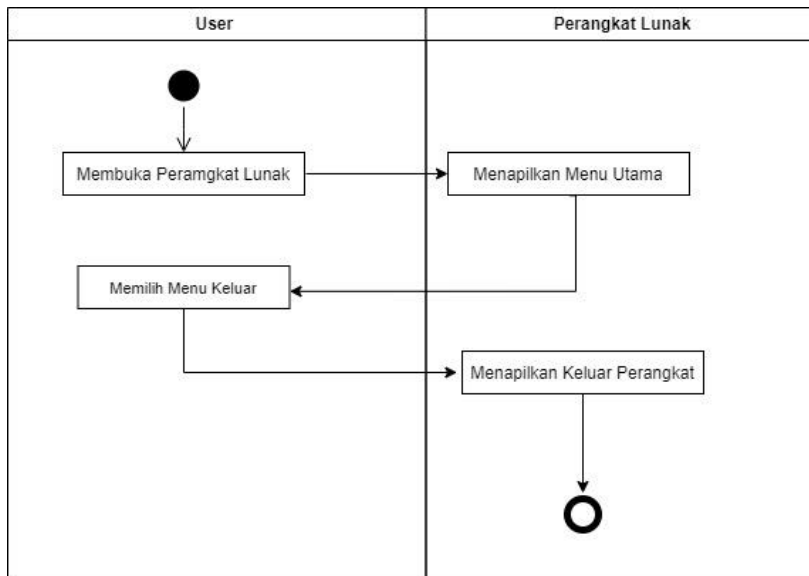 User
Perangkat Lunak
Membuka Peramgkat Lunak
Menapilkan Menu Utama
Memilih Menu Keluar
Menapilkan Keluar Perangkat